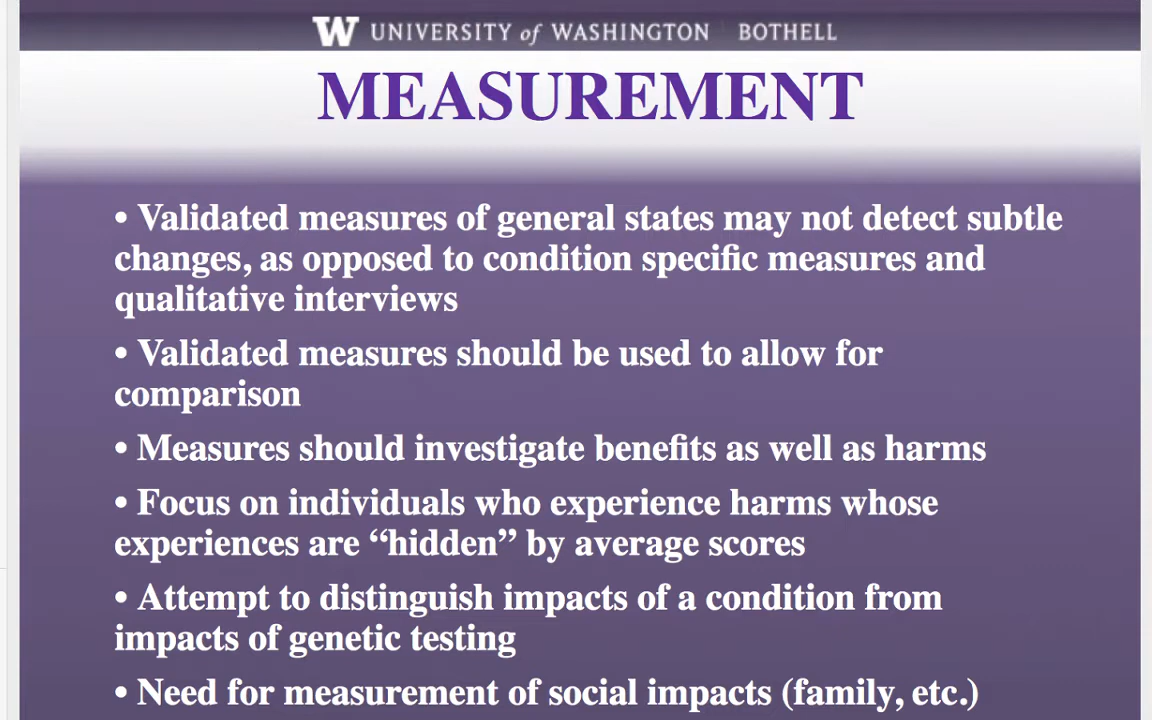 W UNIVERSITY of WASHINGTON BOTHELL
MEASUREMENT
• Validated measures of general states may not detect subtle
changes, as opposed to condition specific measures and
qualitative interviews
• Validated measures should be used to allow for
comparison
• Measures should investigate benefits as well as harms
• Focus on individuals who experience harms whose
experiences are “hidden” by average scores
• Attempt to distinguish impacts of a condition from
impacts of genetic testing
• Need for measurement of social impacts (family, etc.)